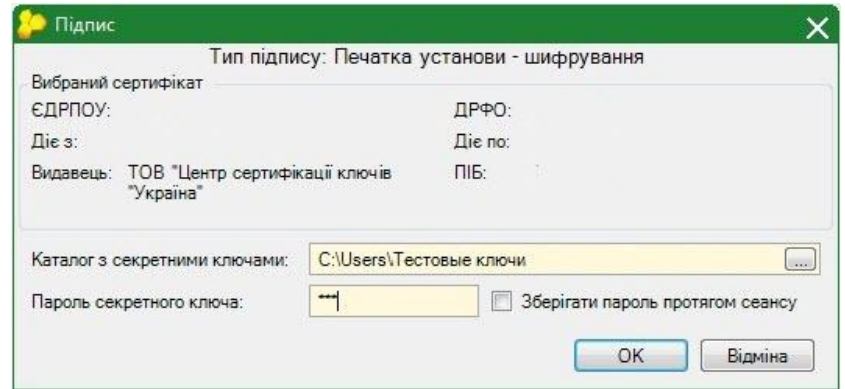 Підпис
Тип підпису: Печатка установи - шифрування
Вибраний сертифікат
ЄДРПОУ: ДРФО:
Діє з: Діє по:
Видавець: ТОВ "Центр сертифікації ключів ПІБ:
"Україна"
Каталог з секретними ключами: C:\Users\Тестовые ключи ...
Пароль секретного ключа: *** Зберігати пароль протягом сеансу
OK Відміна